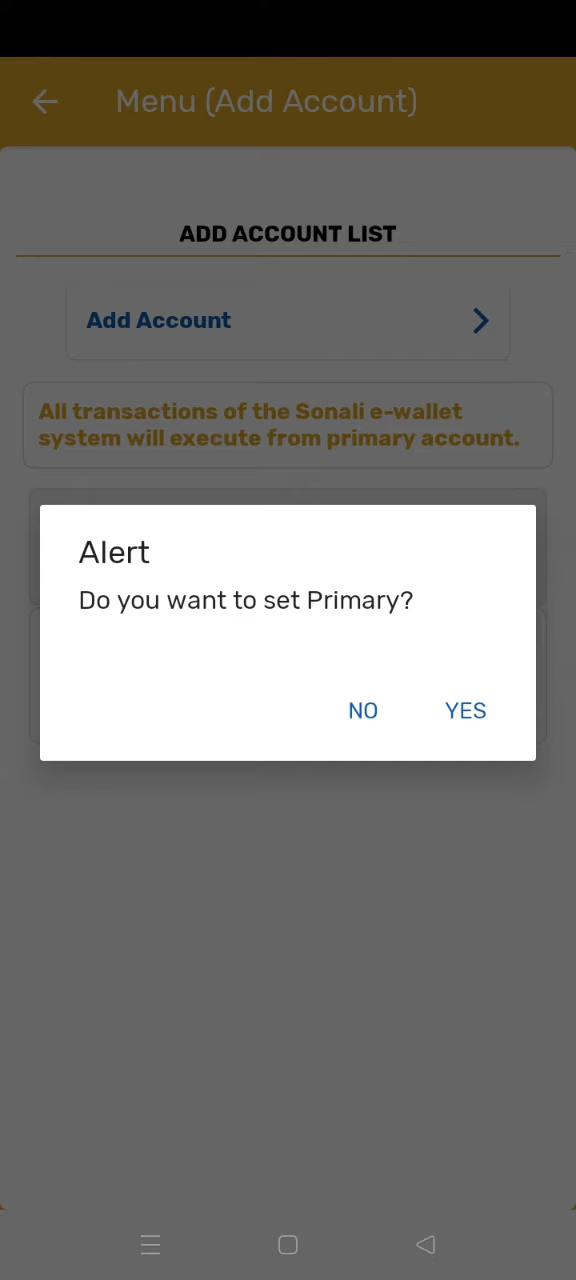 Menu (Add Account)
ADD ACCOUNT LIST
Add Account
All transactions of the Sonali e-wallet
system will execute from primary account.
Alert
Do you want to set Primary?
NO YES